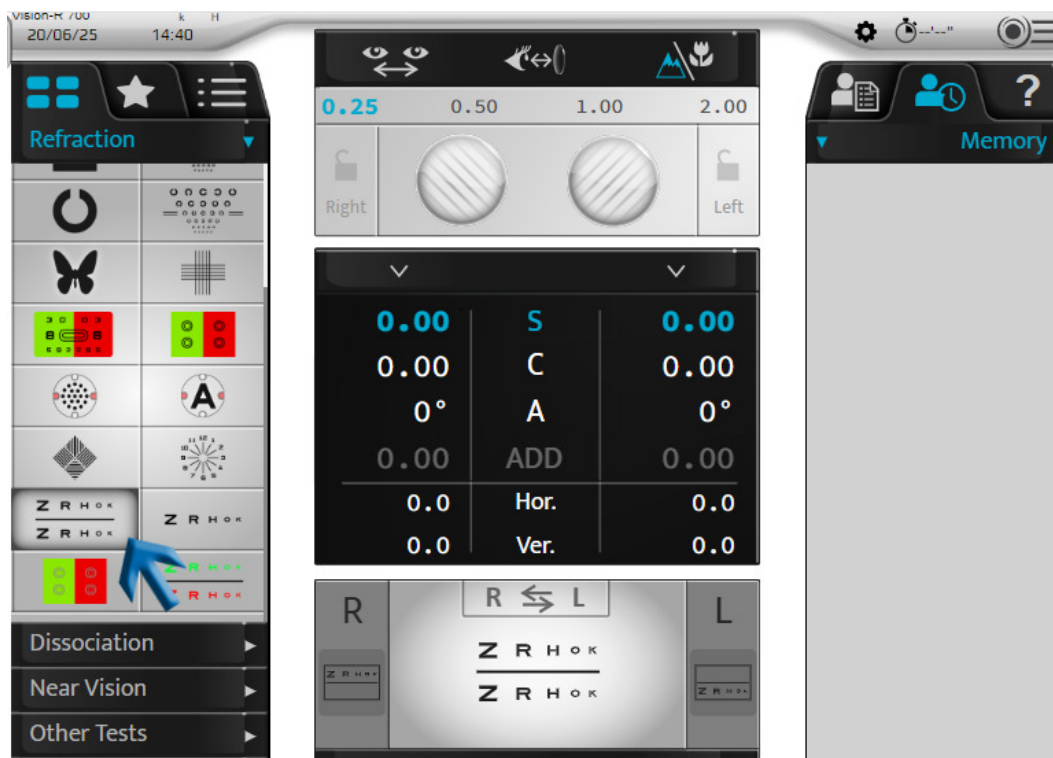 Vision-R 700 k H
20/06/25 14:40
Refraction
Z R H O K
Z R H O K
Z R H O K
Z R H O K
Z R H O K
Dissociation
Near Vision
Other Tests
0.25 0.50 1.00 2.00
Right Left
0.00 S 0.00
0.00 C 0.00
0° A 0°
0.00 ADD 0.00
0.0 Hor. 0.0
0.0 Ver. 0.0
R R L L
Z R H O K
Z R H O K
Z R H O K
Z R H O K
--'--"
?
Memory
A